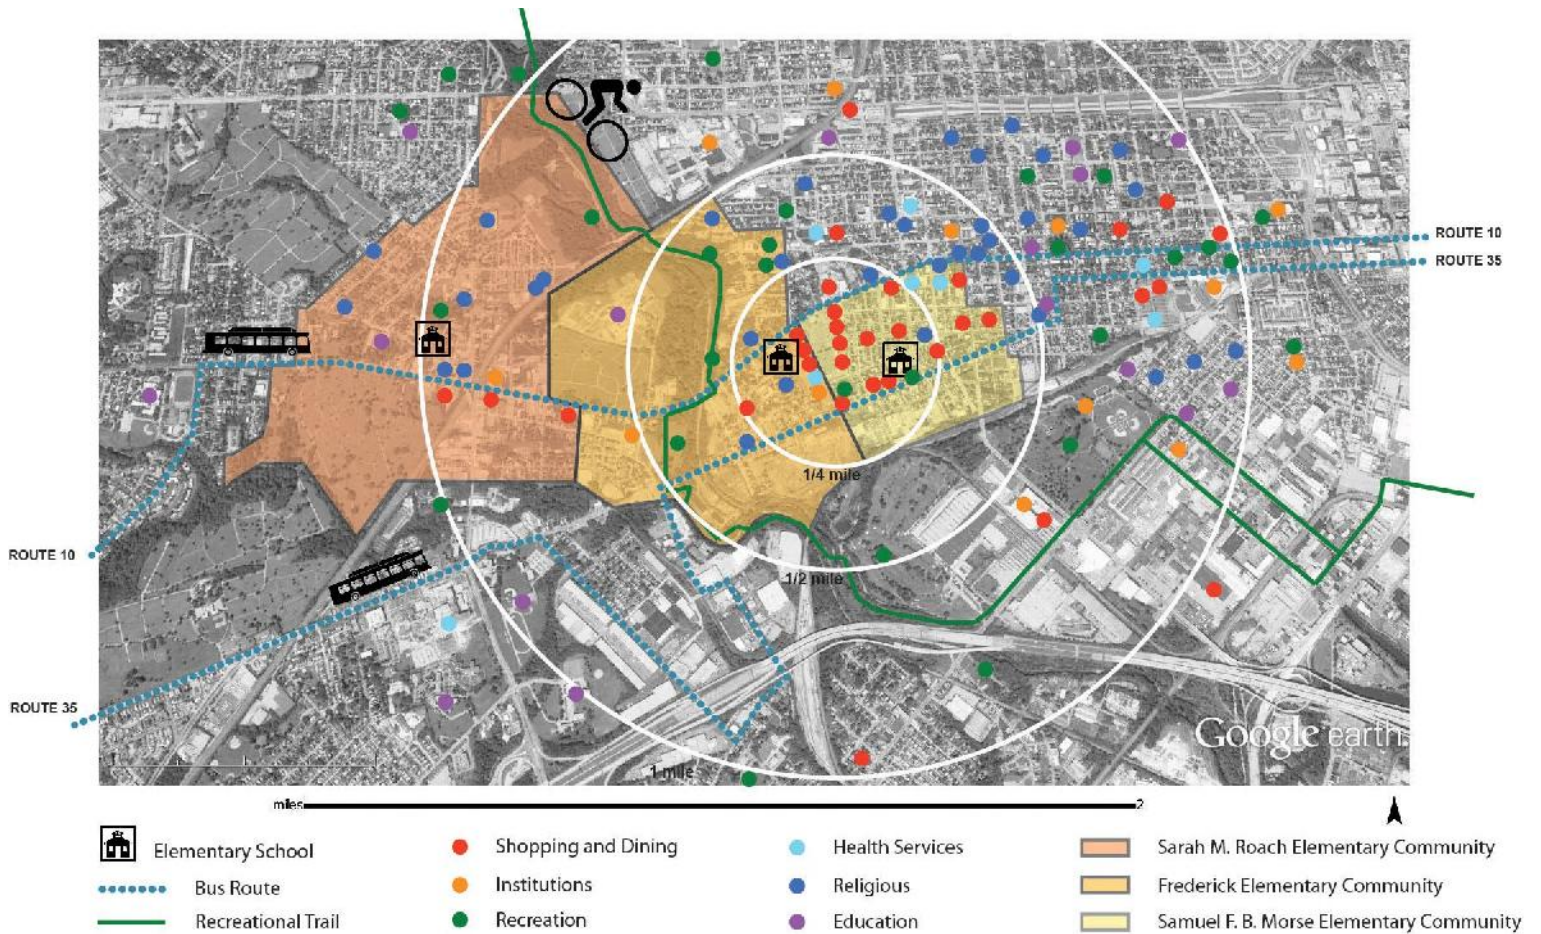 ROUTE 10
ROUTE 35
1/4 mile
ROUTE 10
1/2 mile
ROUTE 35
Google earth
1 mile
miles 2
Elementary School
Shopping and Dining
Health Services
Sarah M. Roach Elementary Community
Bus Route
Institutions
Religious
Frederick Elementary Community
Recreational Trail
Recreation
Education
Samuel F. B. Morse Elementary Community